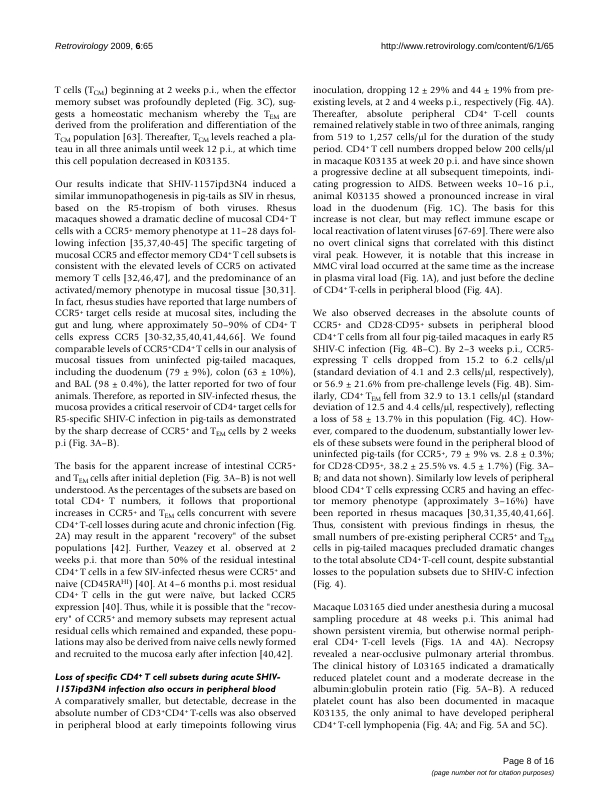 Retrovirology 2009, 6:65
http://www.retrovirology.com/content/6/1/65
T cells (TCM) beginning at 2 weeks p.i., when the effector
memory subset was profoundly depleted (Fig. 3C), sug-
gests a homeostatic mechanism whereby the TEM are
derived from the proliferation and differentiation of the
TCM population [63]. Thereafter, TCM levels reached a pla-
teau in all three animals until week 12 p.i., at which time
this cell population decreased in K03135.
Our results indicate that SHIV-1157ipd3N4 induced a
similar immunopathogenesis in pig-tails as SIV in rhesus,
based on the R5-tropism of both viruses. Rhesus
macaques showed a dramatic decline of mucosal CD4+ T
cells with a CCR5+ memory phenotype at 11–28 days fol-
lowing infection [35,37,40-45] The specific targeting of
mucosal CCR5 and effector memory CD4+ T cell subsets is
consistent with the elevated levels of CCR5 on activated
memory T cells [32,46,47], and the predominance of an
activated/memory phenotype in mucosal tissue [30,31].
In fact, rhesus studies have reported that large numbers of
CCR5+ target cells reside at mucosal sites, including the
gut and lung, where approximately 50–90% of CD4+ T
cells express CCR5 [30-32,35,40,41,44,66]. We found
comparable levels of CCR5+CD4+ T cells in our analysis of
mucosal tissues from uninfected pig-tailed macaques,
including the duodenum (79 ± 9%), colon (63 ± 10%),
and BAL (98 ± 0.4%), the latter reported for two of four
animals. Therefore, as reported in SIV-infected rhesus, the
mucosa provides a critical reservoir of CD4+ target cells for
R5-specific SHIV-C infection in pig-tails as demonstrated
by the sharp decrease of CCR5+ and TEM cells by 2 weeks
p.i (Fig. 3A–B).
The basis for the apparent increase of intestinal CCR5+
and TEM cells after initial depletion (Fig. 3A–B) is not well
understood. As the percentages of the subsets are based on
total CD4+ T numbers, it follows that proportional
increases in CCR5+ and TEM cells concurrent with severe
CD4+ T-cell losses during acute and chronic infection (Fig.
2A) may result in the apparent "recovery" of the subset
populations [42]. Further, Veazey et al. observed at 2
weeks p.i. that more than 50% of the residual intestinal
CD4+ T cells in a few SIV-infected rhesus were CCR5+ and
naive (CD45RAHI) [40]. At 4–6 months p.i. most residual
CD4+ T cells in the gut were naïve, but lacked CCR5
expression [40]. Thus, while it is possible that the "recov-
ery" of CCR5+ and memory subsets may represent actual
residual cells which remained and expanded, these popu-
lations may also be derived from naive cells newly formed
and recruited to the mucosa early after infection [40,42].
Loss of specific CD4+ T cell subsets during acute SHIV-
1157ipd3N4 infection also occurs in peripheral blood
A comparatively smaller, but detectable, decrease in the
absolute number of CD3+CD4+ T-cells was also observed
in peripheral blood at early timepoints following virus
inoculation, dropping 12 ± 29% and 44 ± 19% from pre-
existing levels, at 2 and 4 weeks p.i., respectively (Fig. 4A).
Thereafter, absolute peripheral CD4+ T-cell counts
remained relatively stable in two of three animals, ranging
from 519 to 1,257 cells/μl for the duration of the study
period. CD4+ T cell numbers dropped below 200 cells/μl
in macaque K03135 at week 20 p.i. and have since shown
a progressive decline at all subsequent timepoints, indi-
cating progression to AIDS. Between weeks 10–16 p.i.,
animal K03135 showed a pronounced increase in viral
load in the duodenum (Fig. 1C). The basis for this
increase is not clear, but may reflect immune escape or
local reactivation of latent viruses [67-69]. There were also
no overt clinical signs that correlated with this distinct
viral peak. However, it is notable that this increase in
MMC viral load occurred at the same time as the increase
in plasma viral load (Fig. 1A), and just before the decline
of CD4+ T-cells in peripheral blood (Fig. 4A).
We also observed decreases in the absolute counts of
CCR5+ and CD28-CD95+ subsets in peripheral blood
CD4+ T cells from all four pig-tailed macaques in early R5
SHIV-C infection (Fig. 4B–C). By 2–3 weeks p.i., CCR5-
expressing T cells dropped from 15.2 to 6.2 cells/μl
(standard deviation of 4.1 and 2.3 cells/μl, respectively),
or 56.9 ± 21.6% from pre-challenge levels (Fig. 4B). Sim-
ilarly, CD4+ TEM fell from 32.9 to 13.1 cells/μl (standard
deviation of 12.5 and 4.4 cells/μl, respectively), reflecting
a loss of 58 ± 13.7% in this population (Fig. 4C). How-
ever, compared to the duodenum, substantially lower lev-
els of these subsets were found in the peripheral blood of
uninfected pig-tails (for CCR5+, 79 ± 9% vs. 2.8 ± 0.3%;
for CD28-CD95+, 38.2 ± 25.5% vs. 4.5 ± 1.7%) (Fig. 3A–
B; and data not shown). Similarly low levels of peripheral
blood CD4+ T cells expressing CCR5 and having an effec-
tor memory phenotype (approximately 3–16%) have
been reported in rhesus macaques [30,31,35,40,41,66].
Thus, consistent with previous findings in rhesus, the
small numbers of pre-existing peripheral CCR5+ and TEM
cells in pig-tailed macaques precluded dramatic changes
to the total absolute CD4+ T-cell count, despite substantial
losses to the population subsets due to SHIV-C infection
(Fig. 4).
Macaque L03165 died under anesthesia during a mucosal
sampling procedure at 48 weeks p.i. This animal had
shown persistent viremia, but otherwise normal periph-
eral CD4+ T-cell levels (Figs. 1A and 4A). Necropsy
revealed a near-occlusive pulmonary arterial thrombus.
The clinical history of L03165 indicated a dramatically
reduced platelet count and a moderate decrease in the
albumin:globulin protein ratio (Fig. 5A–B). A reduced
platelet count has also been documented in macaque
K03135, the only animal to have developed peripheral
CD4+ T-cell lymphopenia (Fig. 4A; and Fig. 5A and 5C).
Page 8 of 16
(page number not for citation purposes)